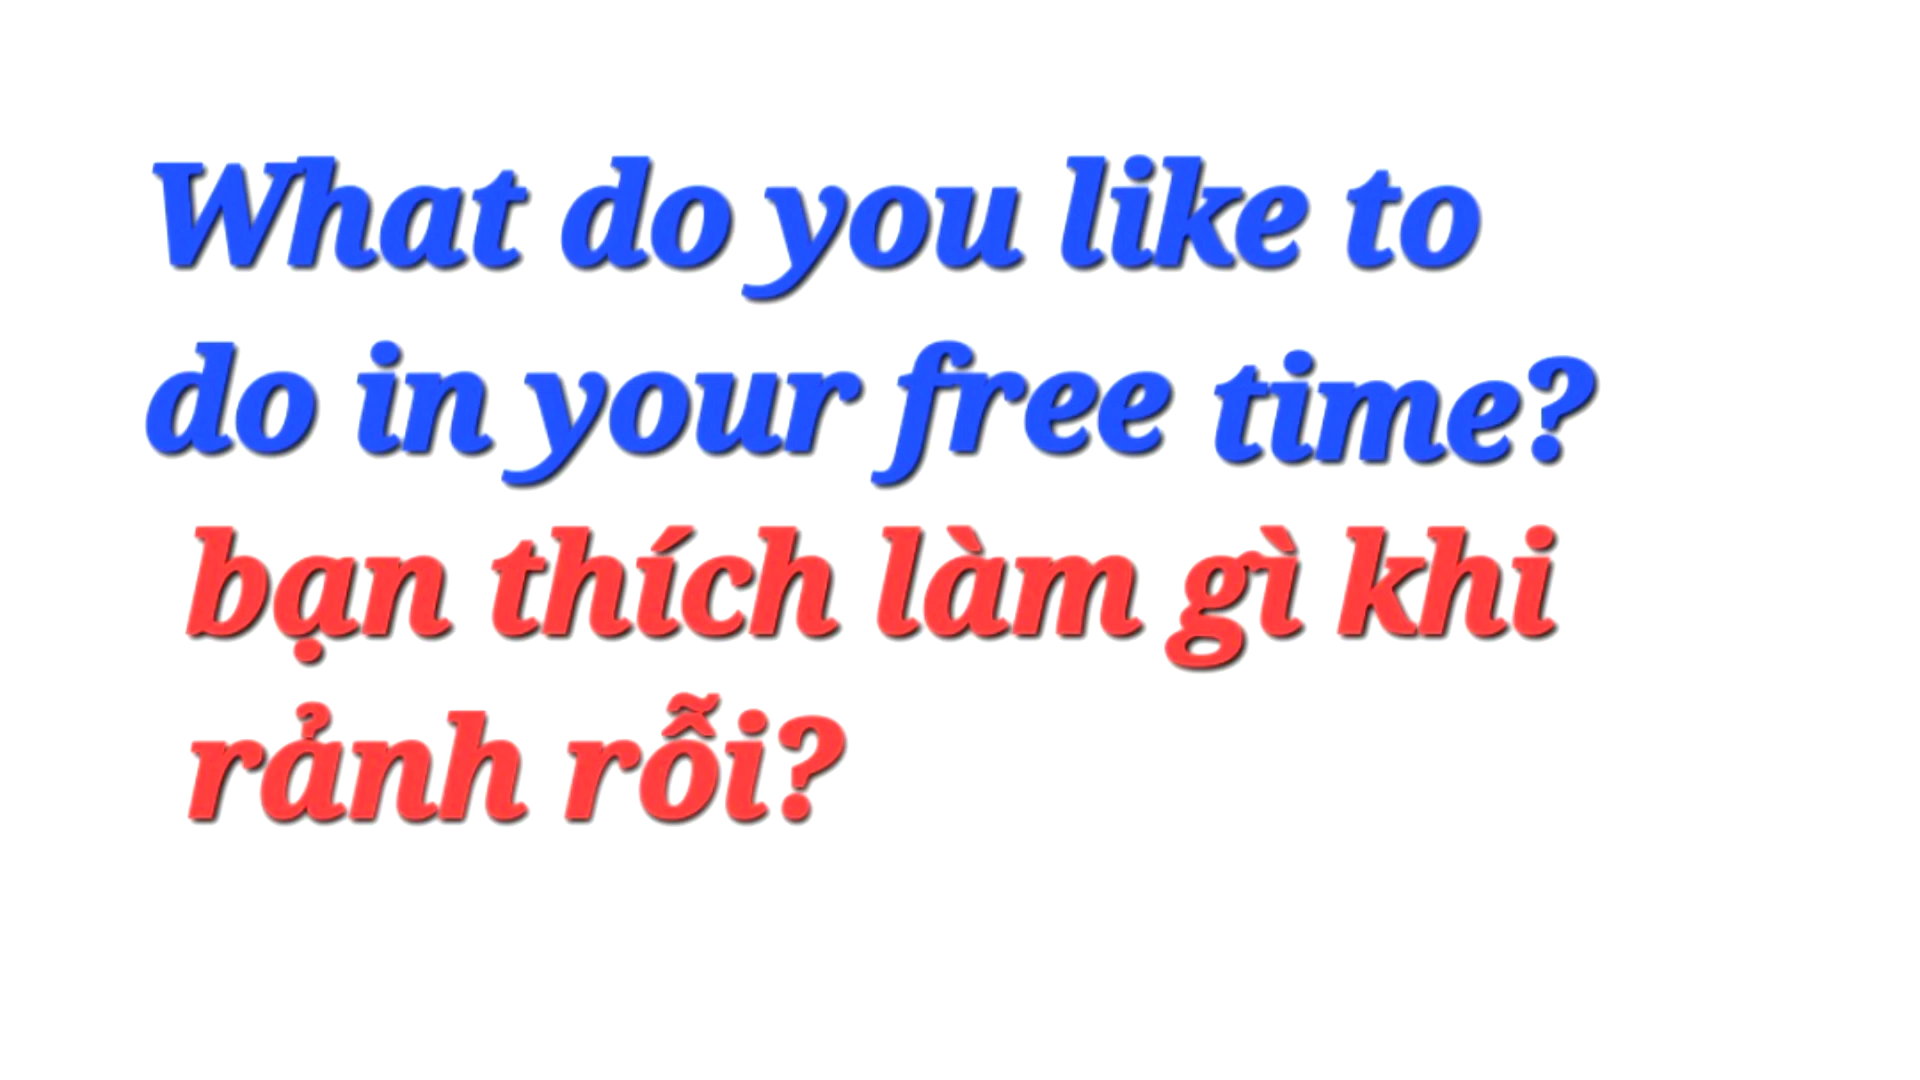 What do you like to
do in your free time?
bạn thích làm gì khi
rảnh rỗi?